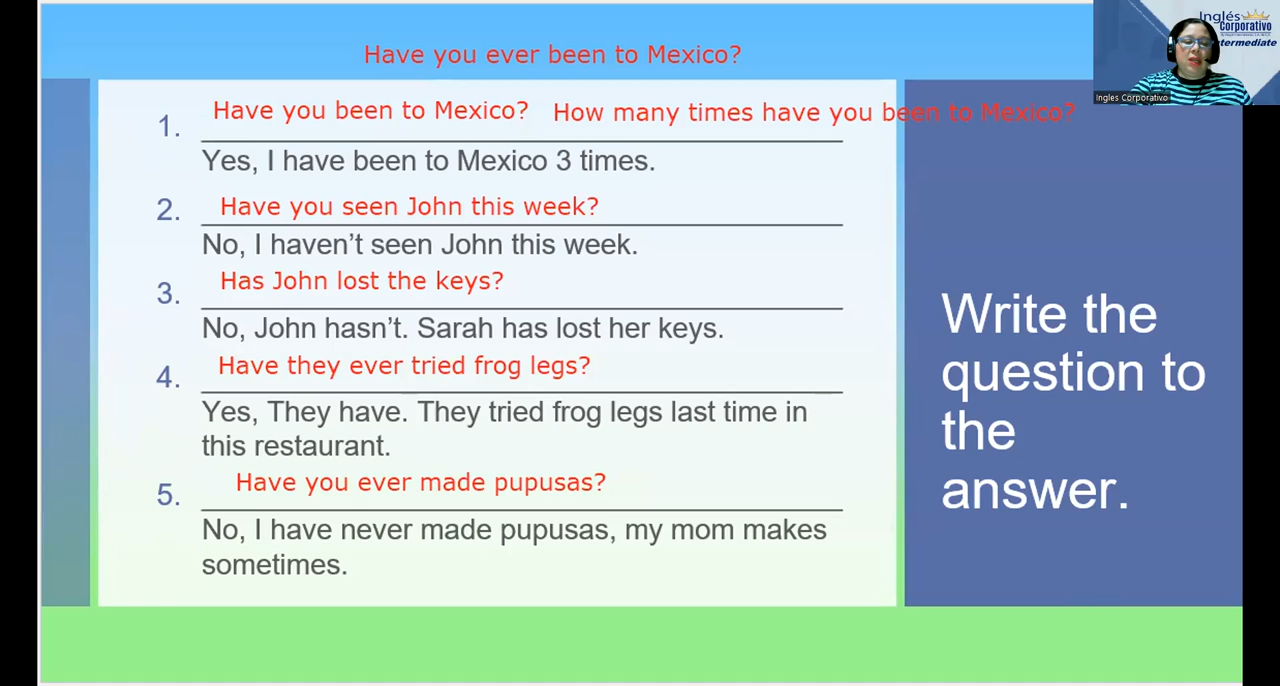 Inglés
Corporativo
Intermediate
Ingles Corporativo
Have you ever been to Mexico?
1. Have you been to Mexico? How many times have you been to Mexico?
Yes, I have been to Mexico 3 times.
2. Have you seen John this week?
No, I haven’t seen John this week.
3. Has John lost the keys?
No, John hasn’t. Sarah has lost her keys.
4. Have they ever tried frog legs?
Yes, They have. They tried frog legs last time in
this restaurant.
5. Have you ever made pupusas?
No, I have never made pupusas, my mom makes
sometimes.
Write the
question to
the
answer.